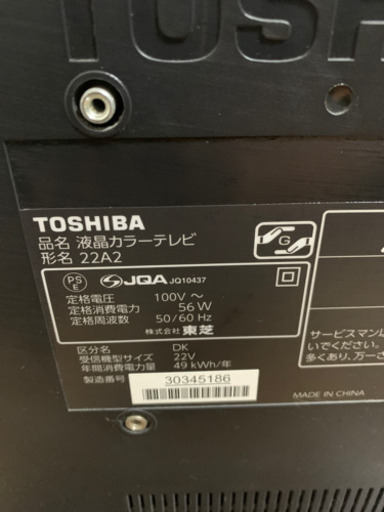 TOSH
TOSHIBA
品名 液晶カラーテレビ
形名 22A2
G
PS
E
JQA JQ10437
定格電圧 100V ～
定格消費電力 56W
定格周波数 50/60 Hz
株式会社 東芝
区分名 DK
受信機型サイズ 22V
年間消費電力量 49 kWh/年
製造番号 30345186
サービスマン以
いでください。
多くあり、万一
MADE IN CHINA